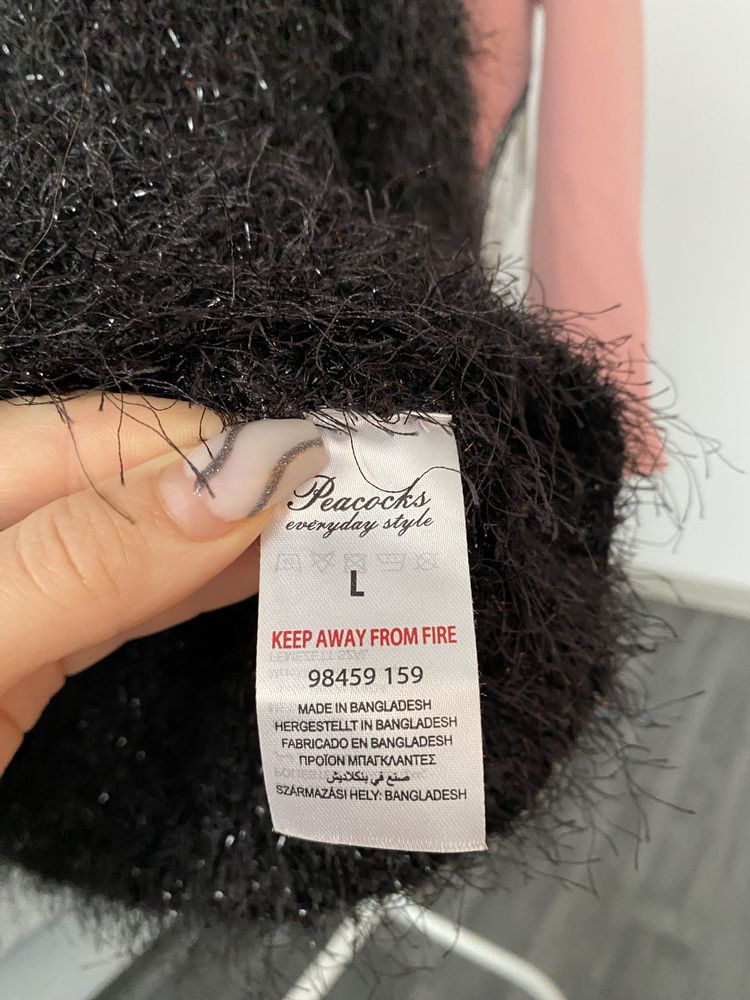 Peacocks
everyday style
L
KEEP AWAY FROM FIRE
98459 159
MADE IN BANGLADESH
HERGESTELLT IN BANGLADESH
FABRICADO EN BANGLADESH
ΠΡΟΪΟΝ ΜΠΑΓΚΛΑΝΤΕΣ
صنع في بنكلاديش
SZÁRMAZÁSI HELY: BANGLADESH